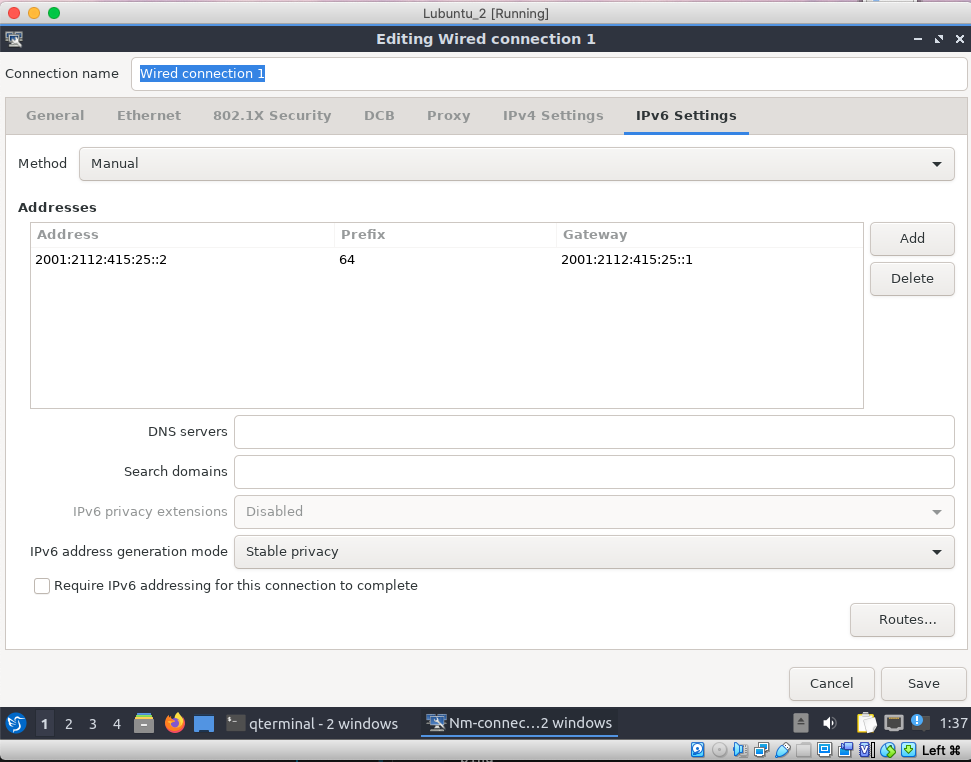 Lubuntu_2 [Running]
Editing Wired connection 1
Connection name Wired connection 1
General Ethernet 802.1X Security DCB Proxy IPv4 Settings IPv6 Settings
Method Manual
Addresses
Address Prefix Gateway
2001:2112:415:25::2 64 2001:2112:415:25::1
Add
Delete
DNS servers
Search domains
IPv6 privacy extensions Disabled
IPv6 address generation mode Stable privacy
Require IPv6 addressing for this connection to complete
Routes...
Cancel Save
1 2 3 4 qterminal - 2 windows Nm-connec...2 windows 1:37
Left ⌘